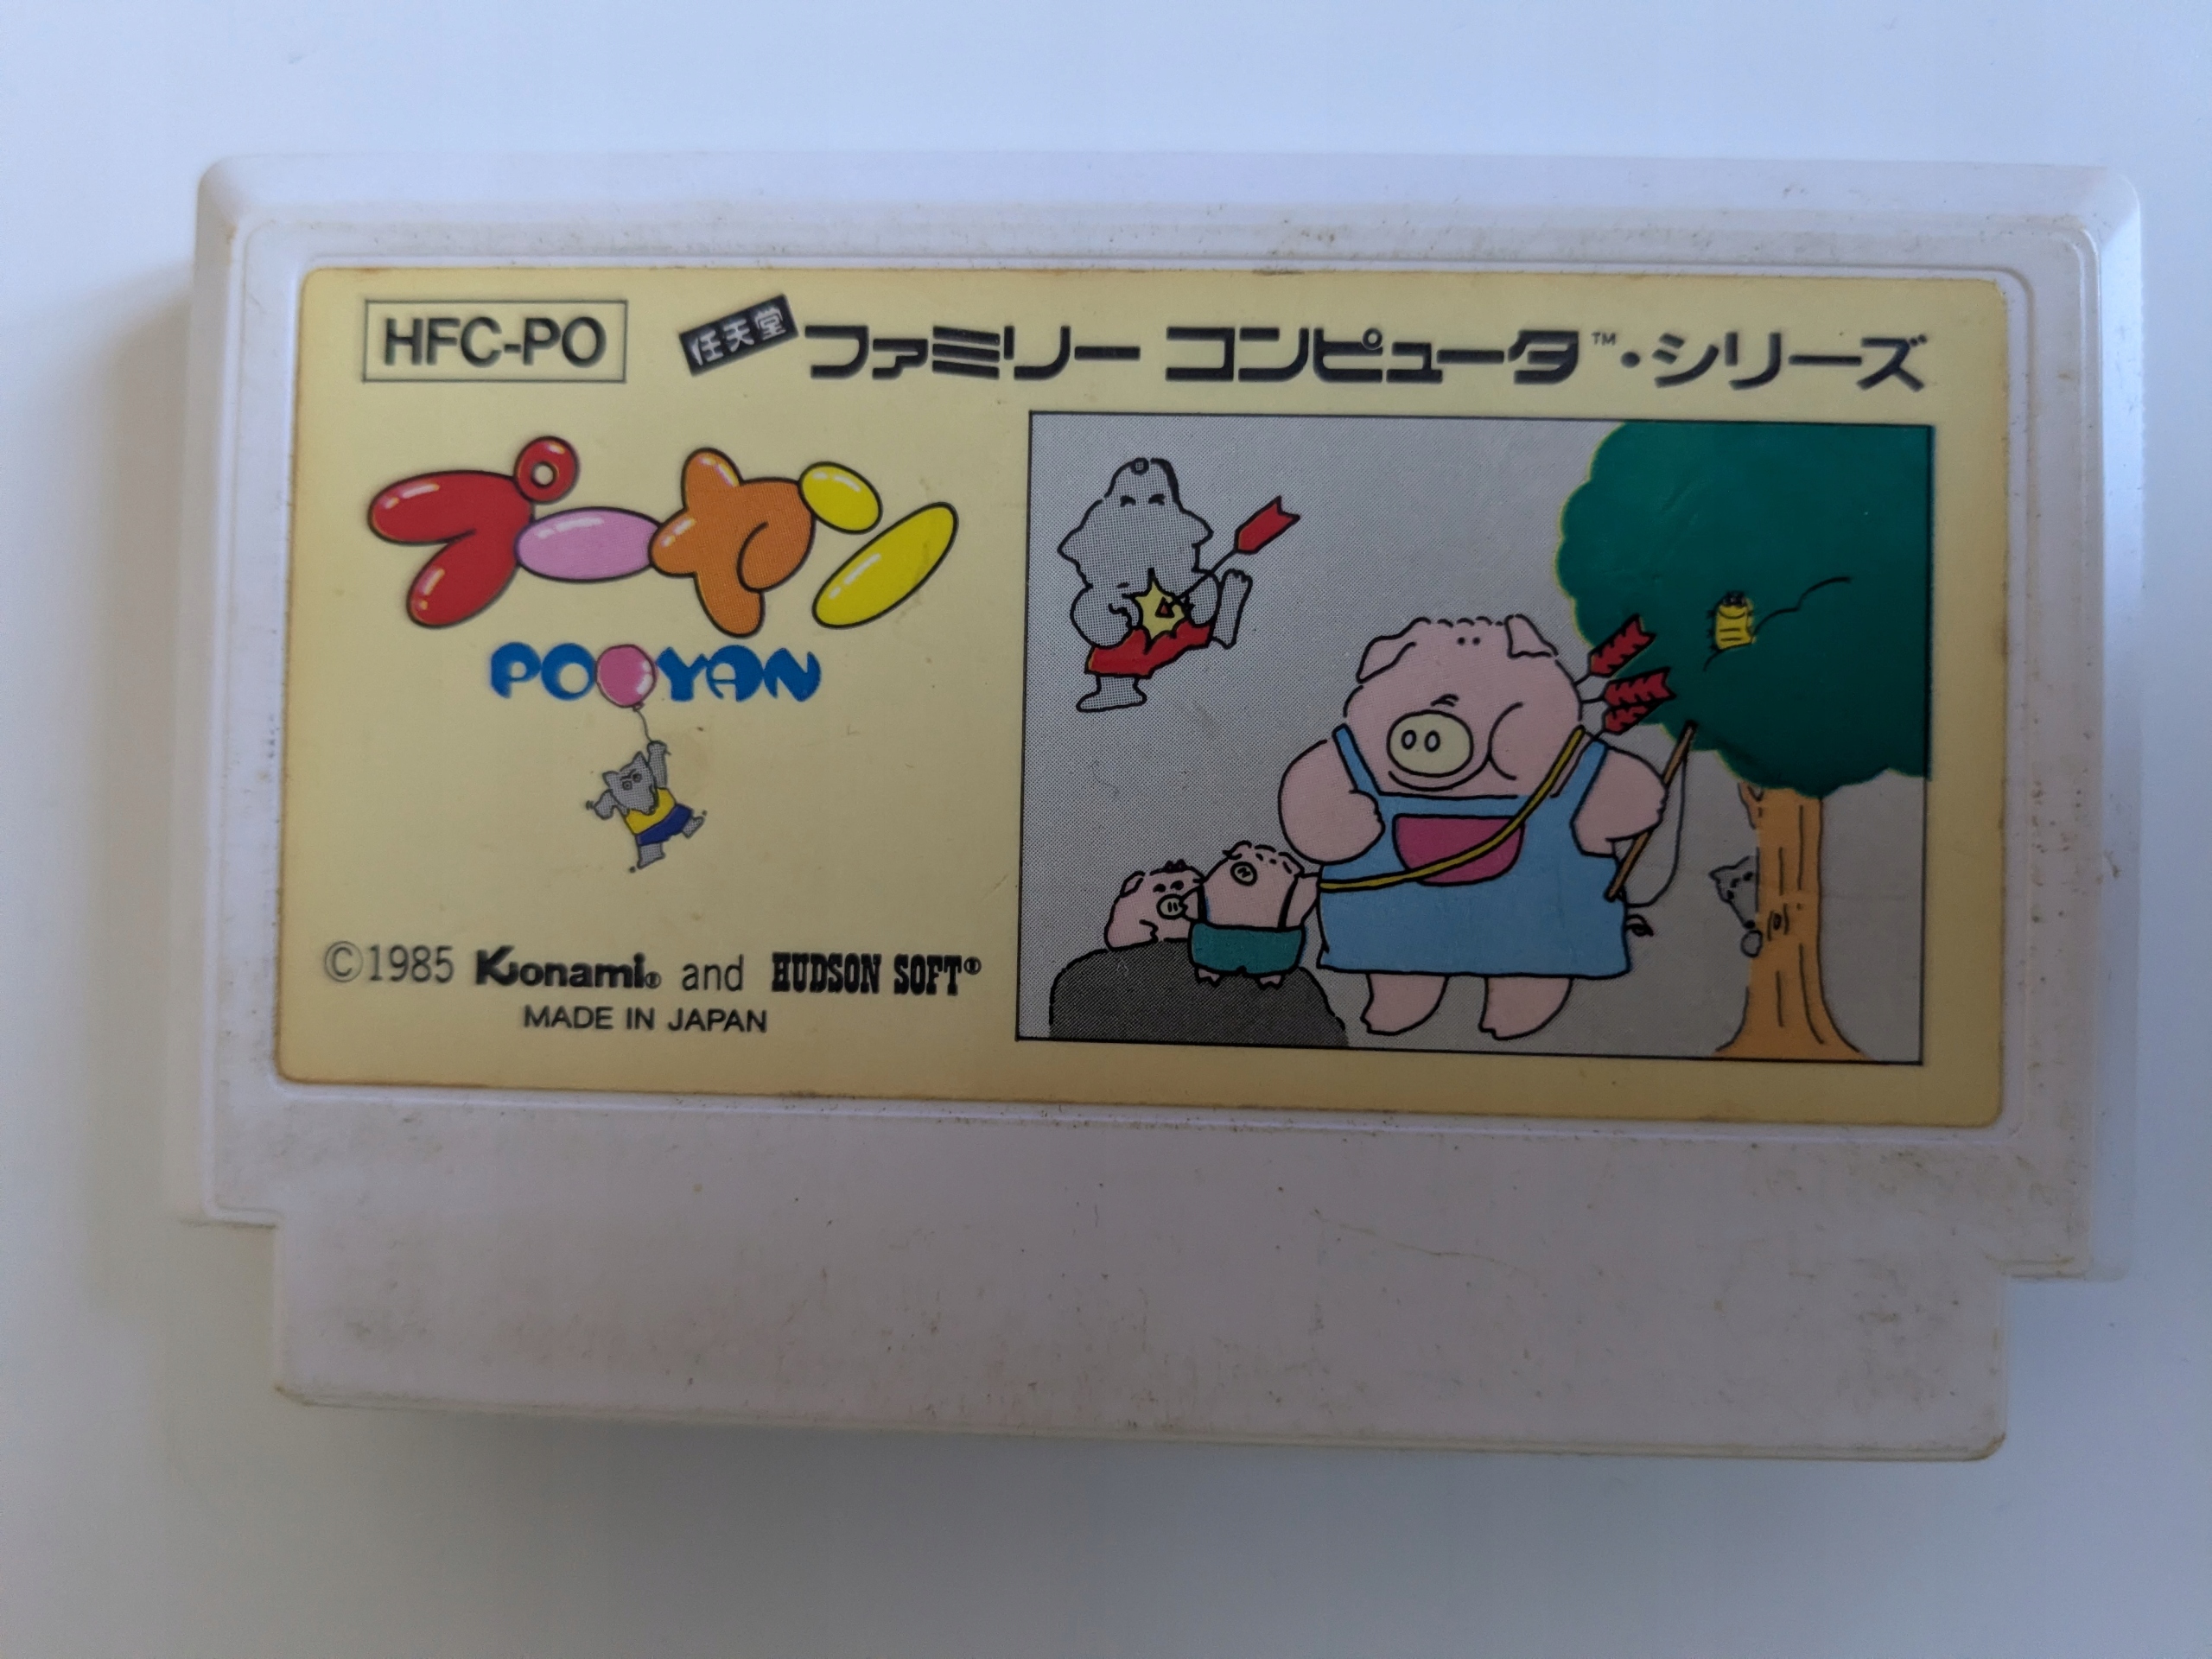 HFC-PO
任天堂 ファミリー コンピュータ™・シリーズ
プーヤン
POOYAN
©1985 Konami® and HUDSON SOFT®
MADE IN JAPAN